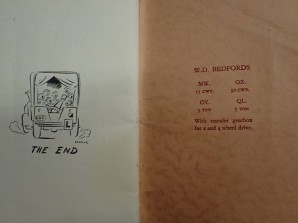 THE END
W.D. BEDFORDS
MW. OX.
15 CWT. 30 CWT.
OY. QL.
3 TON 3 TON
With transfer gearbox
for 2 and 4 wheel drive.